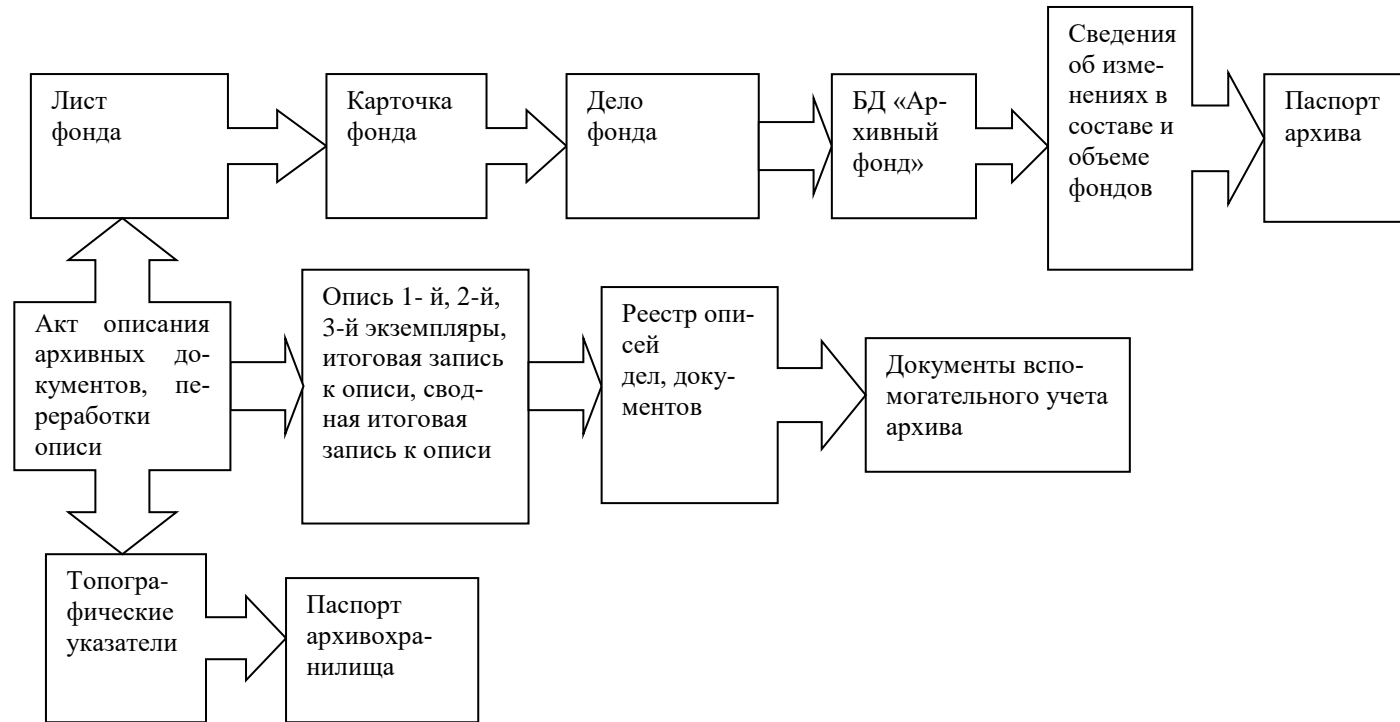 Лист
фонда
Карточка
фонда
Дело
фонда
БД «Ар-
хивный
фонд»
Сведения
об изме-
нениях в
составе и
объеме
фондов
Паспорт
архива
Акт описания
архивных до-
кументов, пе-
реработки
описи
Опись 1- й, 2-й,
3-й экземпляры,
итоговая запись
к описи, свод-
ная итоговая
запись к описи
Реестр опи-
сей
дел, доку-
ментов
Документы вспо-
могательного учета
архива
Топогра-
фические
указатели
Паспорт
архивохра-
нилища